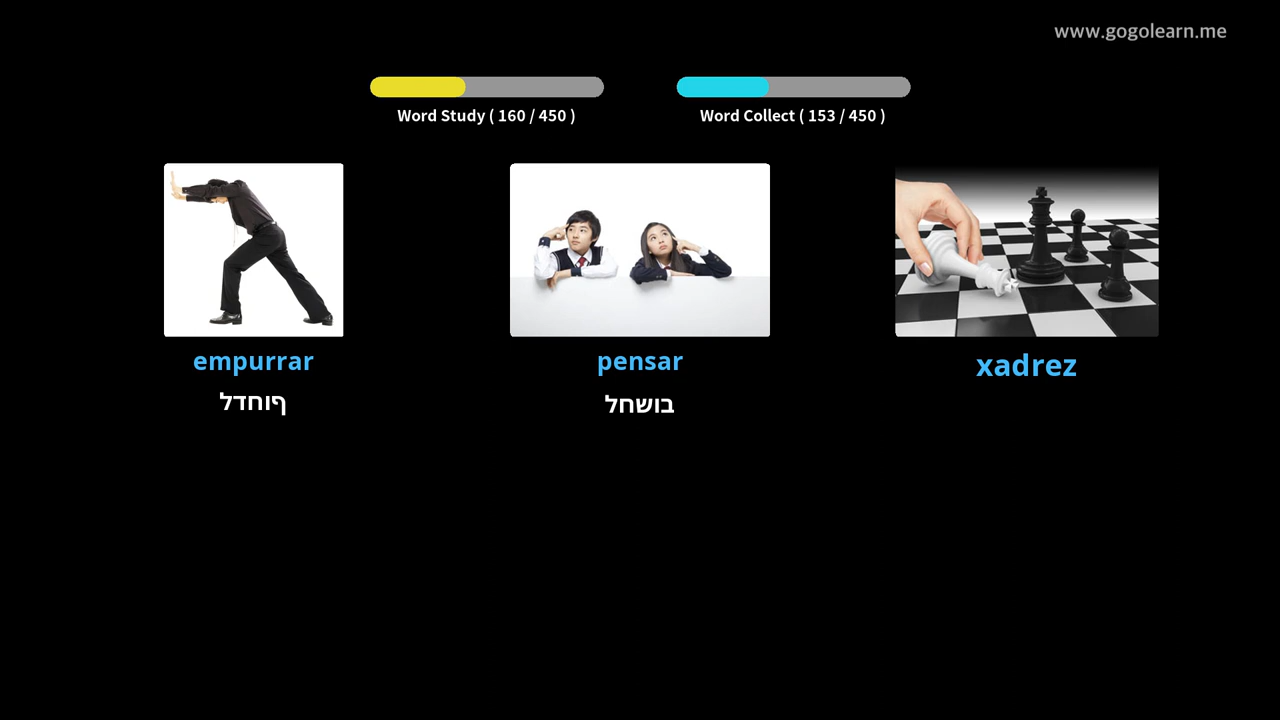 www.gogolearn.me
Word Study ( 160 / 450 )
Word Collect ( 153 / 450 )
empurrar
ףוחדל
pensar
בושחל
xadrez